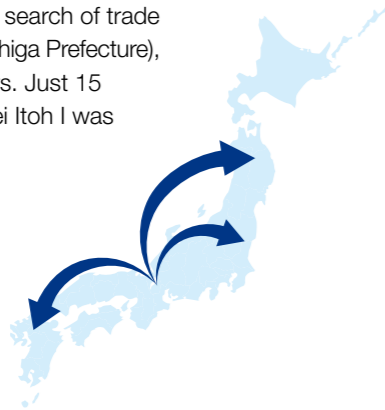 search of trade
higa Prefecture),
s. Just 15
ei Itoh I was